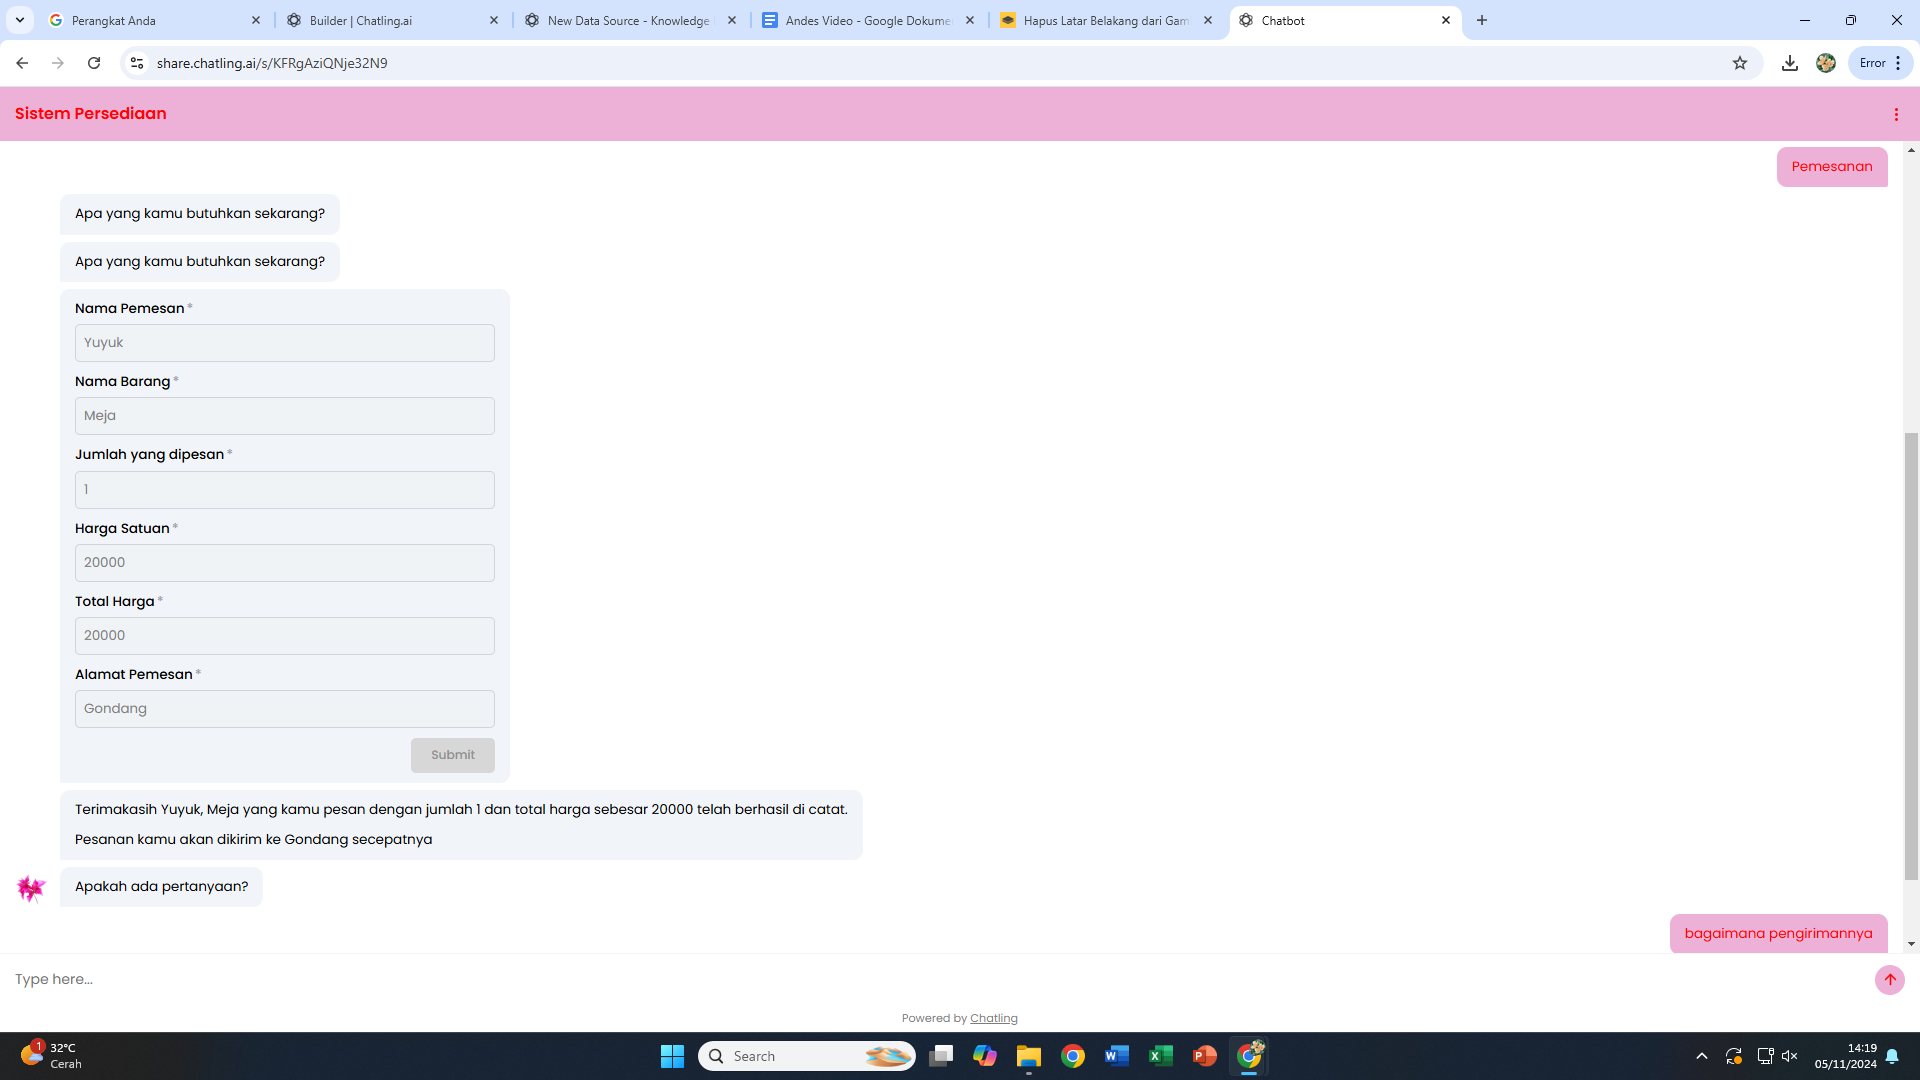 Perangkat Anda
Builder | Chatling.ai
New Data Source - Knowledge
Andes Video - Google Dokume
Hapus Latar Belakang dari Gam
Chatbot
share.chatling.ai/s/KFRgAziQNje32N9
Error
Sistem Persediaan
Pemesanan
Apa yang kamu butuhkan sekarang?
Apa yang kamu butuhkan sekarang?
Nama Pemesan *
Yuyuk
Nama Barang *
Meja
Jumlah yang dipesan *
1
Harga Satuan *
20000
Total Harga *
20000
Alamat Pemesan *
Gondang
Submit
Terimakasih Yuyuk, Meja yang kamu pesan dengan jumlah 1 dan total harga sebesar 20000 telah berhasil di catat.
Pesanan kamu akan dikirim ke Gondang secepatnya
Apakah ada pertanyaan?
bagaimana pengirimannya
Type here...
Powered by Chatling
1
32°C
Cerah
Search
14:19
05/11/2024